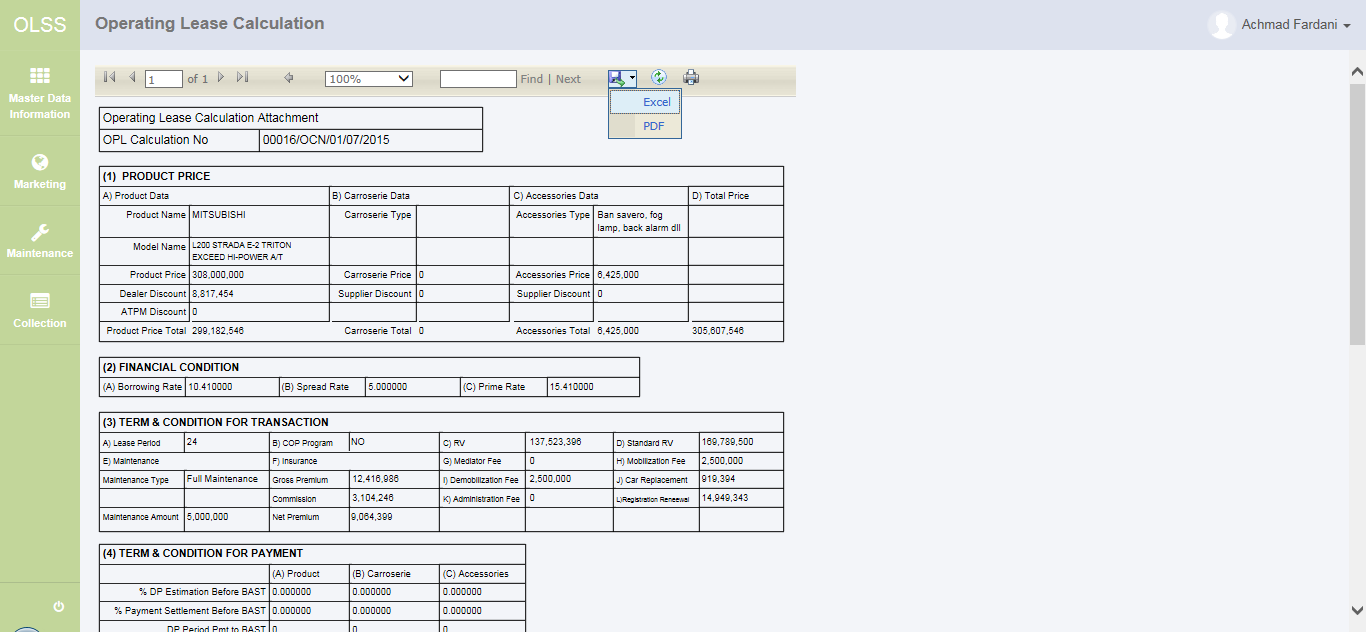 OLSS
Operating Lease Calculation
Achmad Fardani
Master Data
Information
Marketing
Maintenance
Collection
1 of 1 100% Find | Next
Excel
PDF
Operating Lease Calculation Attachment
OPL Calculation No 00016/OCN/01/07/2015
(1) PRODUCT PRICE
A) Product Data B) Carroserie Data C) Accessories Data D) Total Price
Product Name MITSUBISHI Carroserie Type Accessories Type Ban savero, fog
lamp, back alarm dll
Model Name L200 STRADA E-2 TRITON
EXCEED HI-POWER A/T
Product Price 308,000,000 Carroserie Price 0 Accessories Price 6,425,000
Dealer Discount 8,817,454 Supplier Discount 0 Supplier Discount 0
ATPM Discount 0
Product Price Total 299,182,546 Carroserie Total 0 Accessories Total 6,425,000 305,607,546
(2) FINANCIAL CONDITION
(A) Borrowing Rate 10.410000 (B) Spread Rate 5.000000 (C) Prime Rate 15.410000
(3) TERM & CONDITION FOR TRANSACTION
A) Lease Period 24 B) COP Program NO C) RV 137,523,396 D) Standard RV 169,789,500
E) Maintenance F) Insurance G) Mediator Fee 0 H) Mobilization Fee 2,500,000
Maintenance Type Full Maintenance Gross Premium 12,416,986 I) Demobilization Fee 2,500,000 J) Car Replacement 919,394
Commission 3,104,246 K) Administration Fee 0 L)Registration Reneewal 14,949,343
Maintenance Amount 5,000,000 Net Premium 9,064,399
(4) TERM & CONDITION FOR PAYMENT
(A) Product (B) Carroserie (C) Accessories
% DP Estimation Before BAST 0.000000 0.000000 0.000000
% Payment Settlement Before BAST 0.000000 0.000000 0.000000
DP Period Pmt to BAST 0 0 0